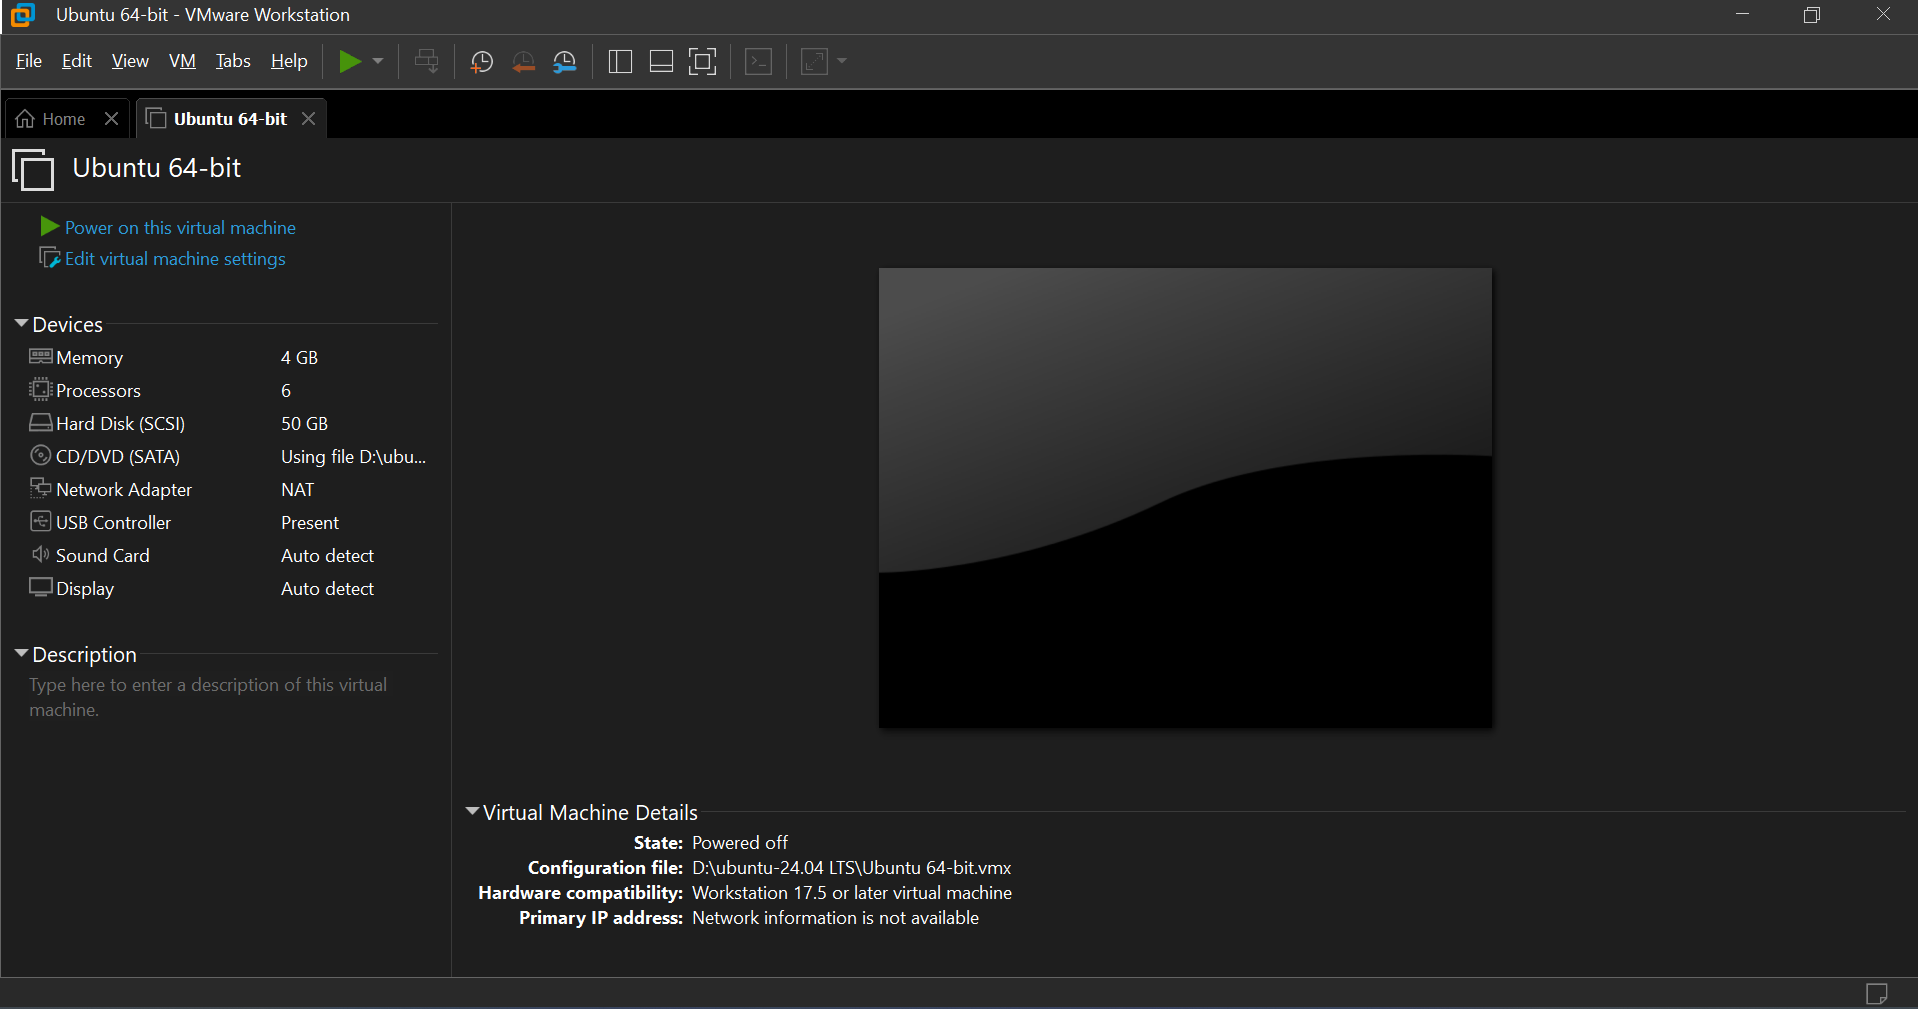 Ubuntu 64-bit - VMware Workstation
File Edit View VM Tabs Help
Home Ubuntu 64-bit
Ubuntu 64-bit
Power on this virtual machine
Edit virtual machine settings
Devices
Memory 4 GB
Processors 6
Hard Disk (SCSI) 50 GB
CD/DVD (SATA) Using file D:\ubu...
Network Adapter NAT
USB Controller Present
Sound Card Auto detect
Display Auto detect
Description
Type here to enter a description of this virtual
machine.
Virtual Machine Details
State: Powered off
Configuration file: D:\ubuntu-24.04 LTS\Ubuntu 64-bit.vmx
Hardware compatibility: Workstation 17.5 or later virtual machine
Primary IP address: Network information is not available